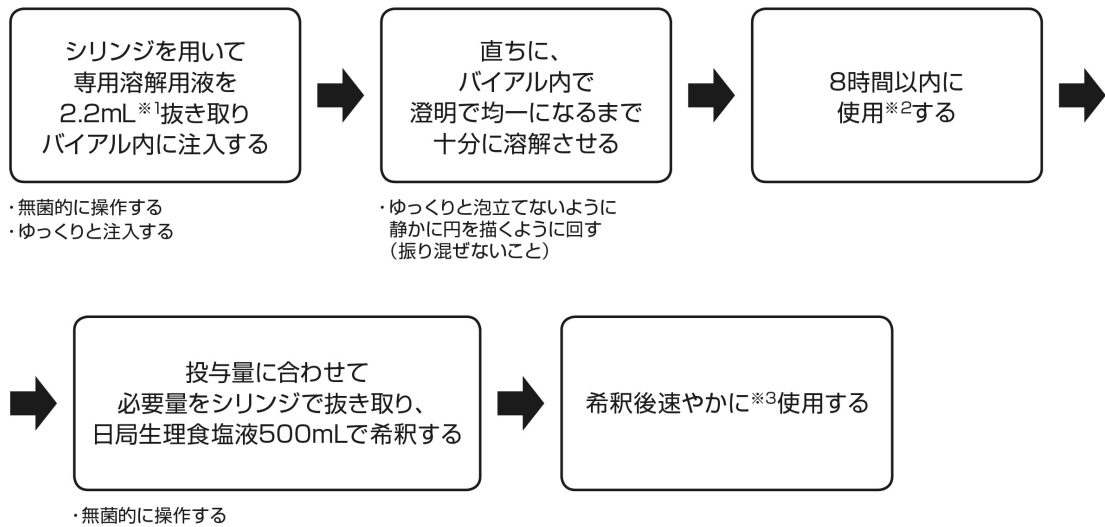 シリンジを用いて
専用溶解用液を
2.2mL※1抜き取り
バイアル内に注入する
・無菌的に操作する
・ゆっくりと注入する
直ちに、
バイアル内で
澄明で均一になるまで
十分に溶解させる
・ゆっくりと泡立てないように
静かに円を描くように回す
（振り混ぜないこと）
8時間以内に
使用※2する
投与量に合わせて
必要量をシリンジで抜き取り、
日局生理食塩液500mLで希釈する
・無菌的に操作する
希釈後速やかに※3使用する